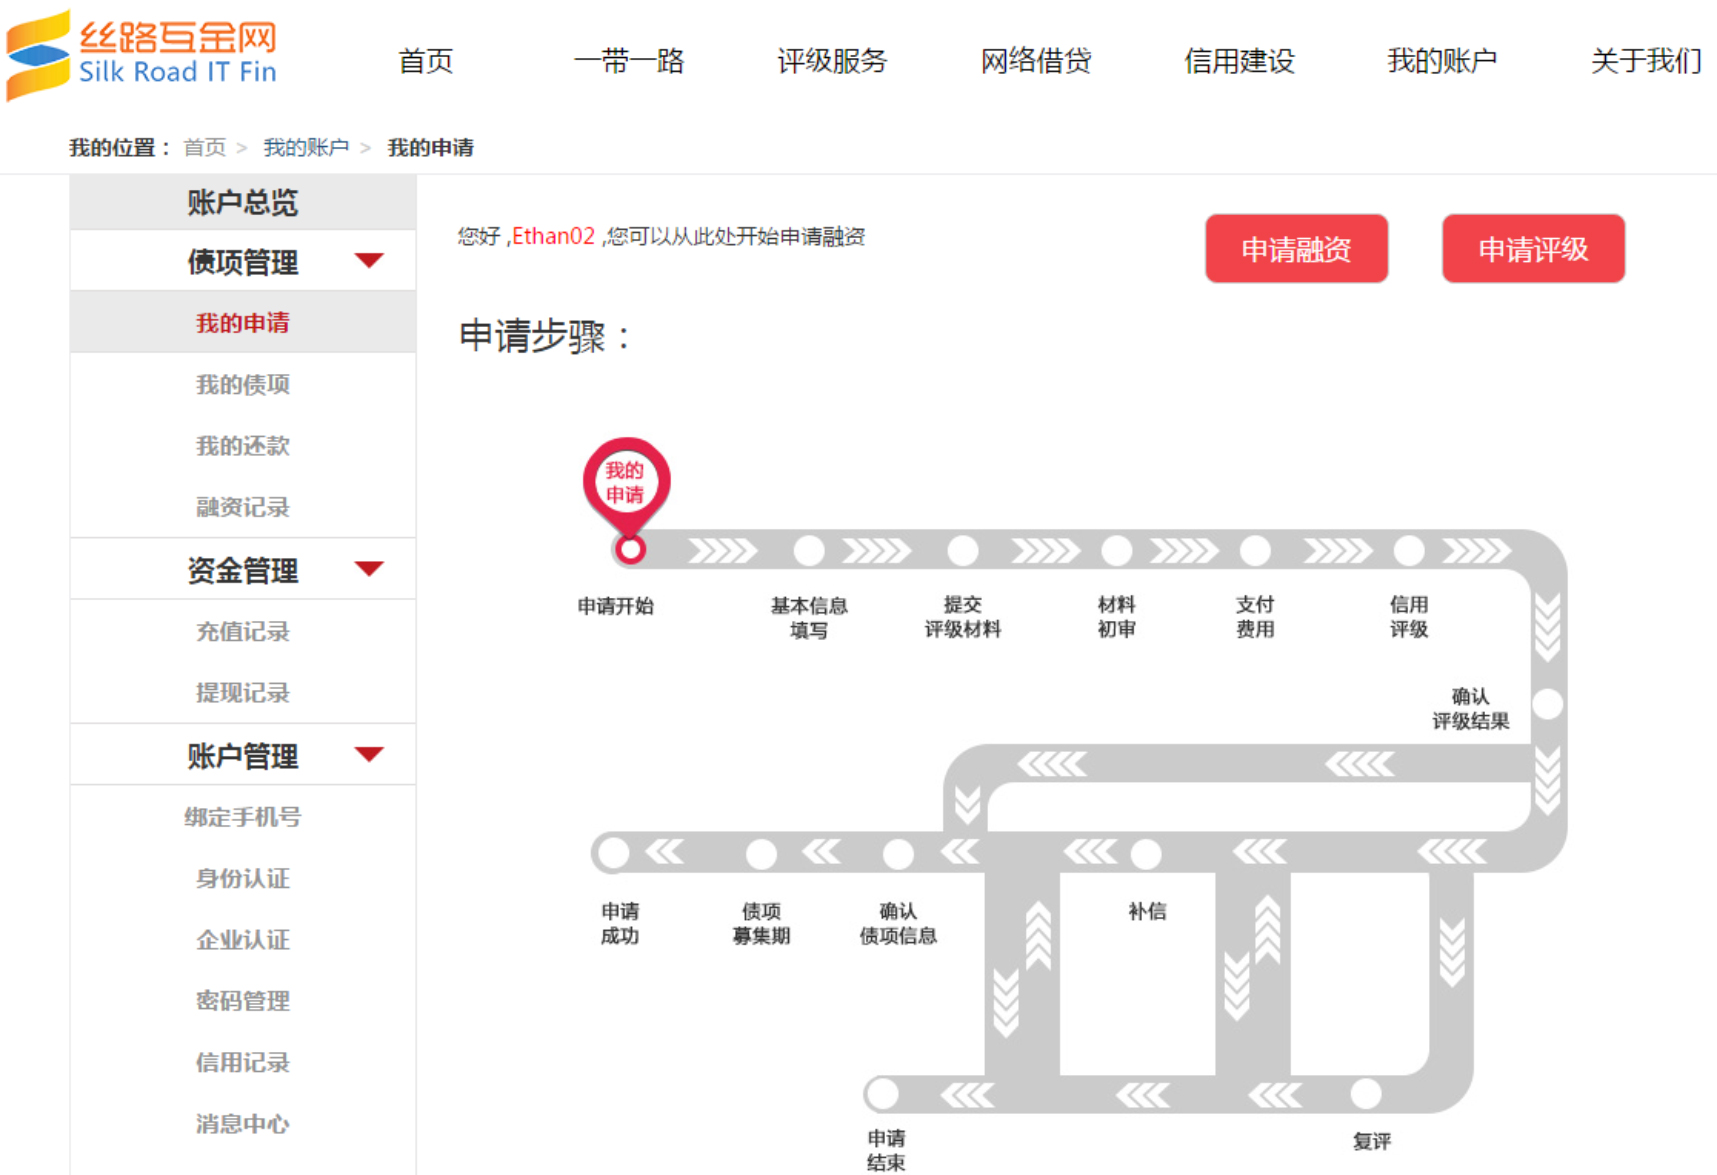 丝路互金网
Silk Road IT Fin
首页 一带一路 评级服务 网络借贷 信用建设 我的账户 关于我们
我的位置： 首页 > 我的账户 > 我的申请
账户总览
债项管理
我的申请
我的债项
我的还款
融资记录
资金管理
充值记录
提现记录
账户管理
绑定手机号
身份认证
企业认证
密码管理
信用记录
消息中心
您好 ,Ethan02 ,您可以从此处开始申请融资
申请融资
申请评级
申请步骤：
我的
申请
申请开始
基本信息
填写
提交
评级材料
材料
初审
支付
费用
信用
评级
确认
评级结果
申请
成功
债项
募集期
确认
债项信息
补信
申请
结束
复评